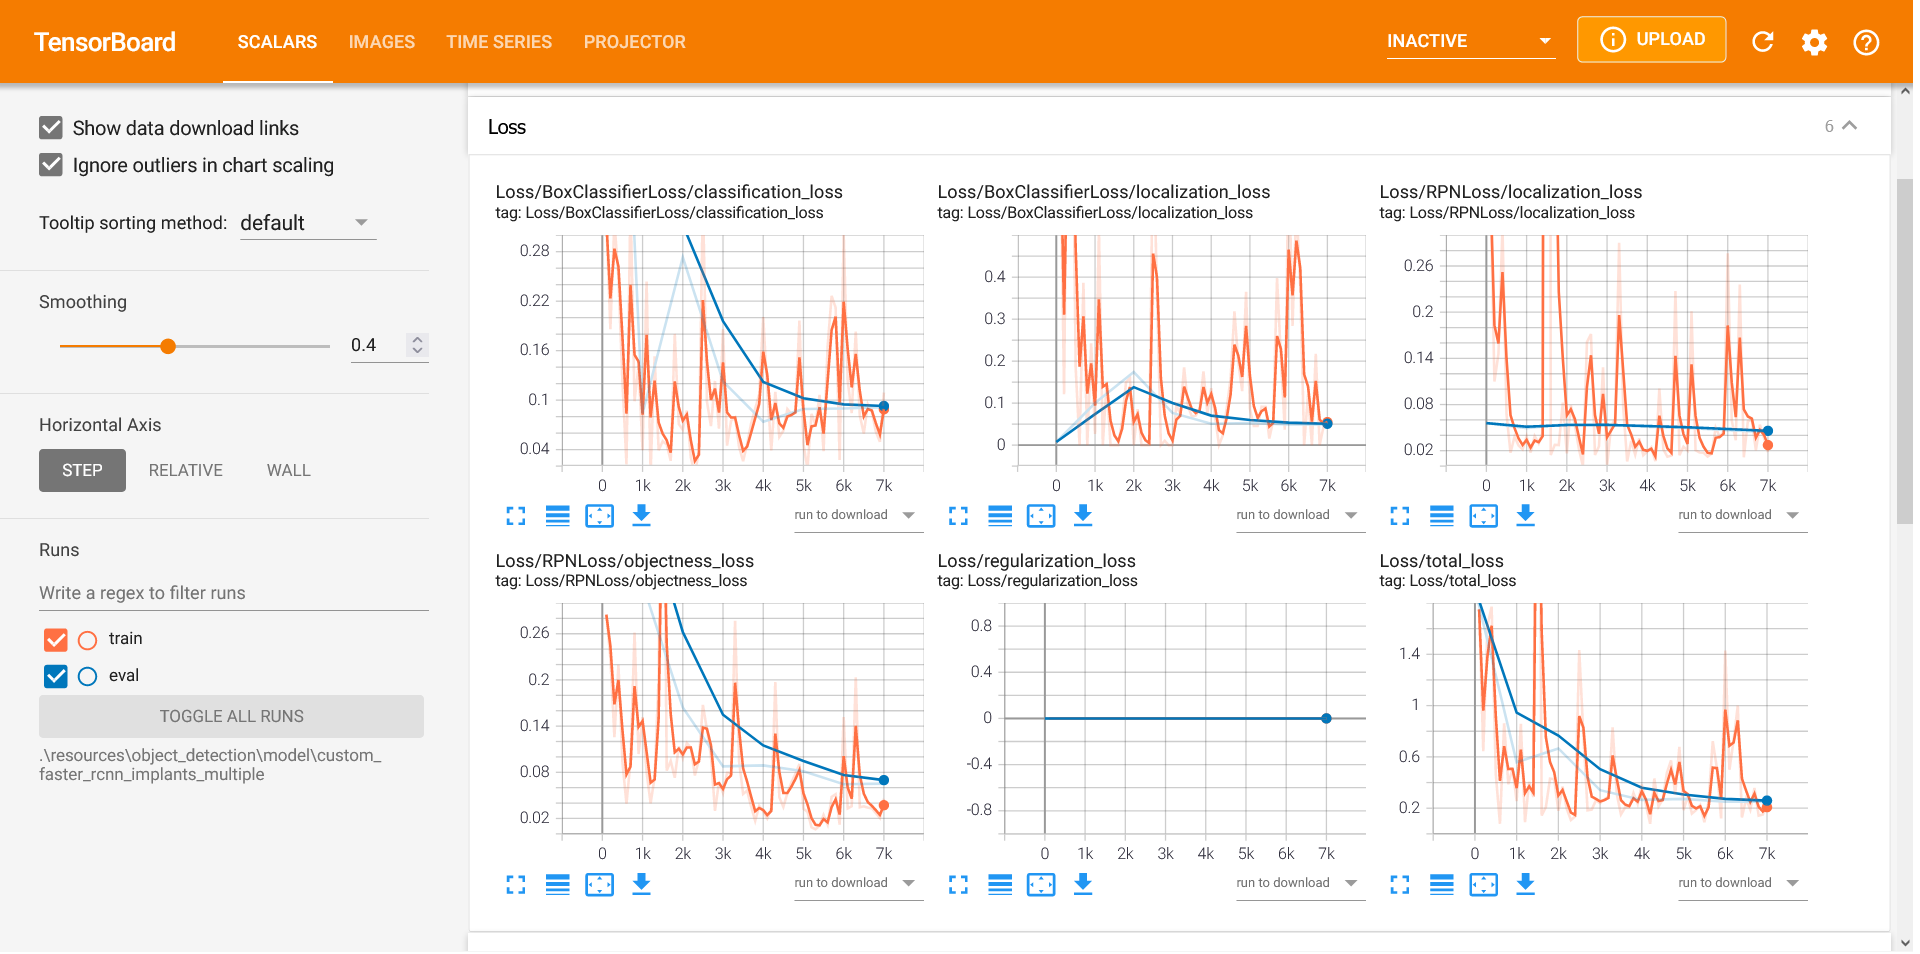 TensorBoard SCALARS IMAGES TIME SERIES PROJECTOR INACTIVE UPLOAD
Show data download links
Ignore outliers in chart scaling
Tooltip sorting method: default
Smoothing
0.4
Horizontal Axis
STEP RELATIVE WALL
Runs
Write a regex to filter runs
train
eval
TOGGLE ALL RUNS
.\resources\object_detection\model\custom_
faster_rcnn_implants_multiple
Loss 6
Loss/BoxClassifierLoss/classification_loss
tag: Loss/BoxClassifierLoss/classification_loss
0.28
0.22
0.16
0.1
0.04
0 1k 2k 3k 4k 5k 6k 7k
run to download
Loss/BoxClassifierLoss/localization_loss
tag: Loss/BoxClassifierLoss/localization_loss
0.4
0.3
0.2
0.1
0
0 1k 2k 3k 4k 5k 6k 7k
run to download
Loss/RPNLoss/localization_loss
tag: Loss/RPNLoss/localization_loss
0.26
0.2
0.14
0.08
0.02
0 1k 2k 3k 4k 5k 6k 7k
run to download
Loss/RPNLoss/objectness_loss
tag: Loss/RPNLoss/objectness_loss
0.26
0.2
0.14
0.08
0.02
0 1k 2k 3k 4k 5k 6k 7k
run to download
Loss/regularization_loss
tag: Loss/regularization_loss
0.8
0.4
0
-0.4
-0.8
0 1k 2k 3k 4k 5k 6k 7k
run to download
Loss/total_loss
tag: Loss/total_loss
1.4
1
0.6
0.2
0 1k 2k 3k 4k 5k 6k 7k
run to download